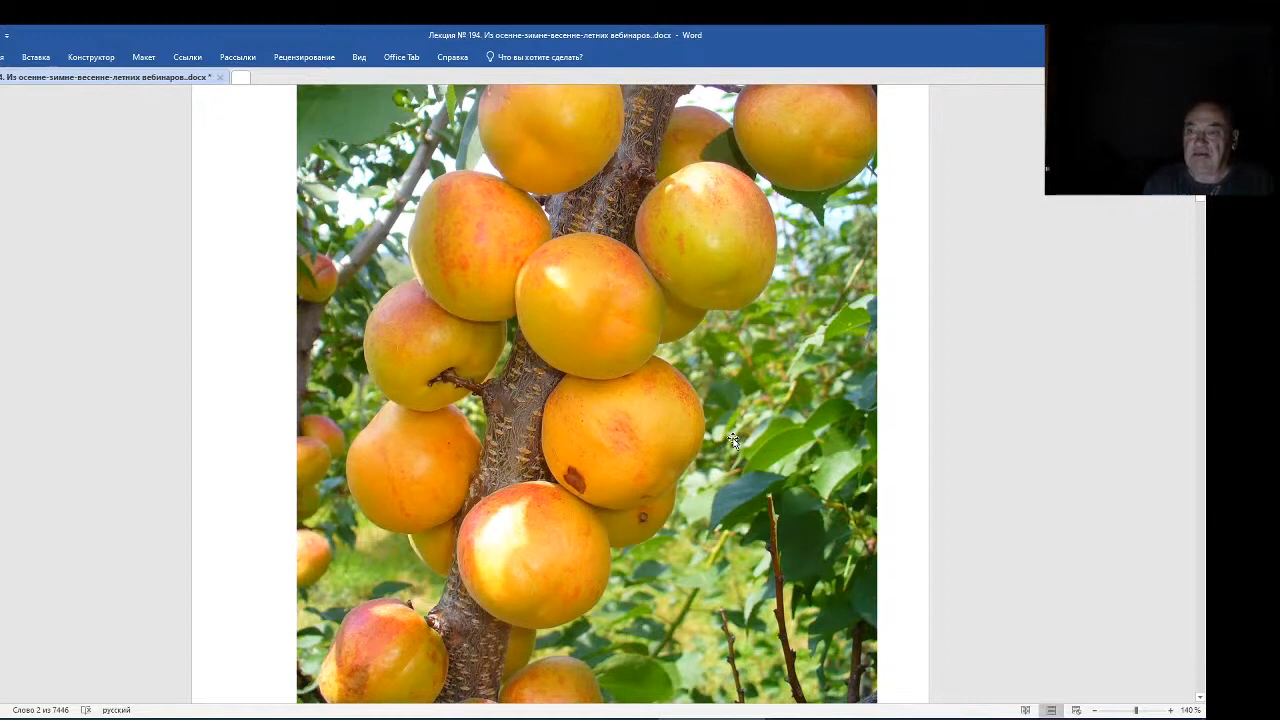 Лекция № 194. Из осенне-зимне-весенне-летних вебинаров..docx - Word
Вставка Конструктор Макет Ссылки Рассылки Рецензирование Вид Office Tab Справка Что вы хотите сделать?
4. Из осенне-зимне-весенне-летних вебинаров..docx *
Слово 2 из 7446 русский 140 %